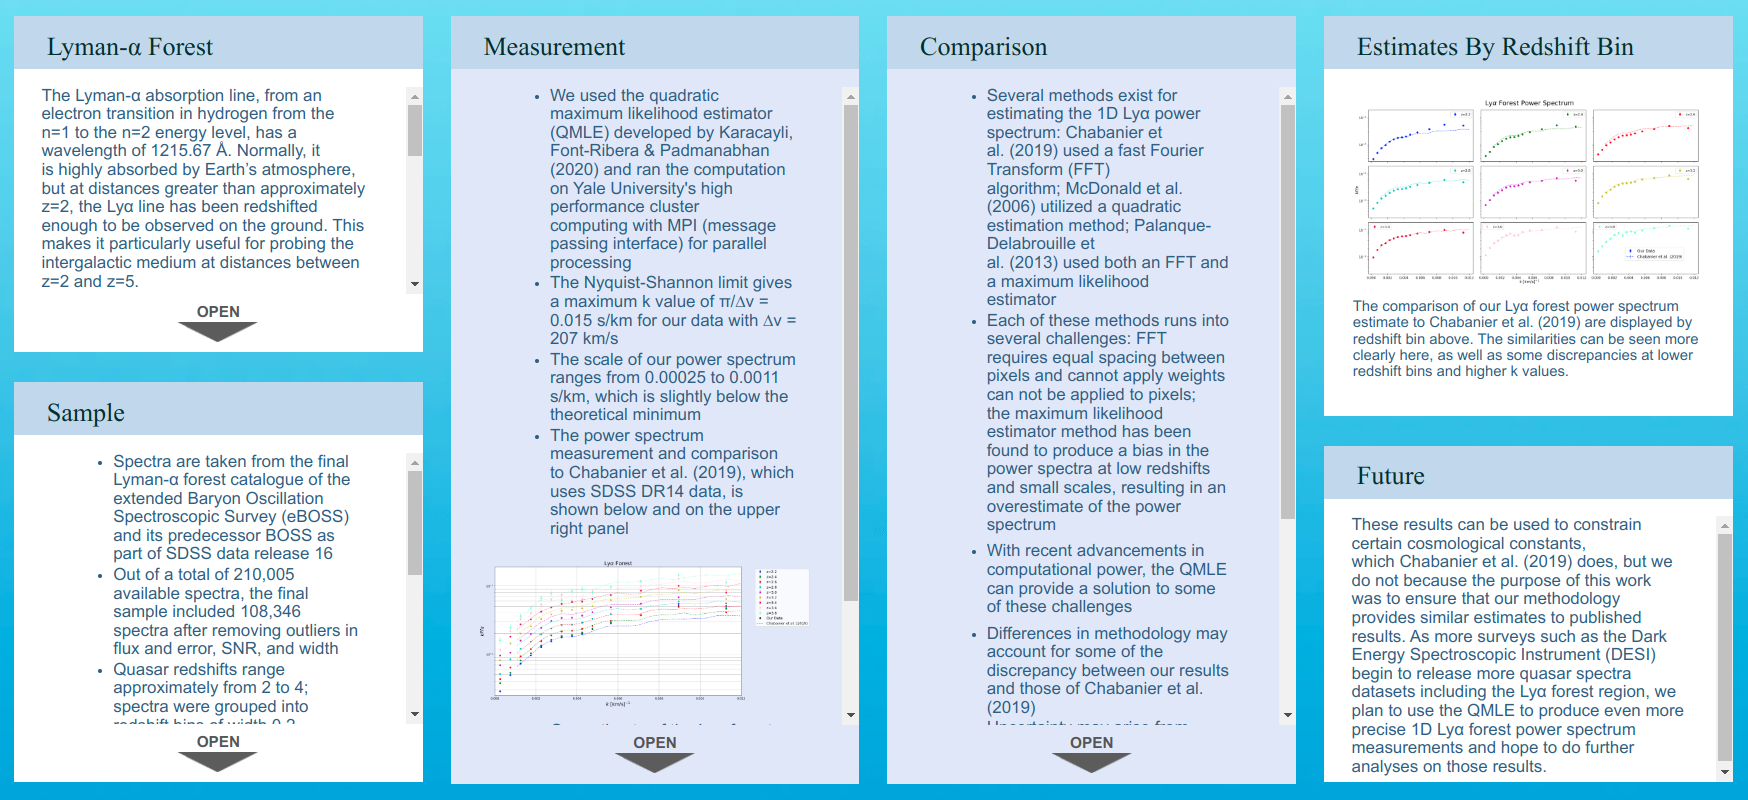 Lyman-α Forest
The Lyman-α absorption line, from an
electron transition in hydrogen from the
n=1 to the n=2 energy level, has a
wavelength of 1215.67 Å. Normally, it
is highly absorbed by Earth's atmosphere,
but at distances greater than approximately
z=2, the Lyα line has been redshifted
enough to be observed on the ground. This
makes it particularly useful for probing the
intergalactic medium at distances between
z=2 and z=5.
OPEN
Sample
• Spectra are taken from the final
Lyman-α forest catalogue of the
extended Baryon Oscillation
Spectroscopic Survey (eBOSS)
and its predecessor BOSS as
part of SDSS data release 16
• Out of a total of 210,005
available spectra, the final
sample included 108,346
spectra after removing outliers in
flux and error, SNR, and width
• Quasar redshifts range
approximately from 2 to 4;
spectra were grouped into
redshift bins of width 0.2
OPEN
Measurement
• We used the quadratic
maximum likelihood estimator
(QMLE) developed by Karacayli,
Font-Ribera & Padmanabhan
(2020) and ran the computation
on Yale University's high
performance cluster
computing with MPI (message
passing interface) for parallel
processing
• The Nyquist-Shannon limit gives
a maximum k value of π/Δv =
0.015 s/km for our data with Δv =
207 km/s
• The scale of our power spectrum
ranges from 0.00025 to 0.0011
s/km, which is slightly below the
theoretical minimum
• The power spectrum
measurement and comparison
to Chabanier et al. (2019), which
uses SDSS DR14 data, is
shown below and on the upper
right panel
Lyα Forest
Our Data
Chabanier et al. (2019)
k [km/s]⁻¹
OPEN
Comparison
• Several methods exist for
estimating the 1D Lyα power
spectrum: Chabanier et
al. (2019) used a fast Fourier
Transform (FFT)
algorithm; McDonald et al.
(2006) utilized a quadratic
estimation method; Palanque-
Delabrouille et
al. (2013) used both an FFT and
a maximum likelihood
estimator
• Each of these methods runs into
several challenges: FFT
requires equal spacing between
pixels and cannot apply weights
can not be applied to pixels;
the maximum likelihood
estimator method has been
found to produce a bias in the
power spectra at low redshifts
and small scales, resulting in an
overestimate of the power
spectrum
• With recent advancements in
computational power, the QMLE
can provide a solution to some
of these challenges
• Differences in methodology may
account for some of the
discrepancy between our results
and those of Chabanier et al.
(2019)
Uncertainty may arise from
OPEN
Estimates By Redshift Bin
Lyα Forest Power Spectrum
Our Data
Chabanier et al. (2019)
k [km/s]⁻¹
The comparison of our Lyα forest power spectrum
estimate to Chabanier et al. (2019) are displayed by
redshift bin above. The similarities can be seen more
clearly here, as well as some discrepancies at lower
redshift bins and higher k values.
Future
These results can be used to constrain
certain cosmological constants,
which Chabanier et al. (2019) does, but we
do not because the purpose of this work
was to ensure that our methodology
provides similar estimates to published
results. As more surveys such as the Dark
Energy Spectroscopic Instrument (DESI)
begin to release more quasar spectra
datasets including the Lyα forest region, we
plan to use the QMLE to produce even more
precise 1D Lyα forest power spectrum
measurements and hope to do further
analyses on those results.